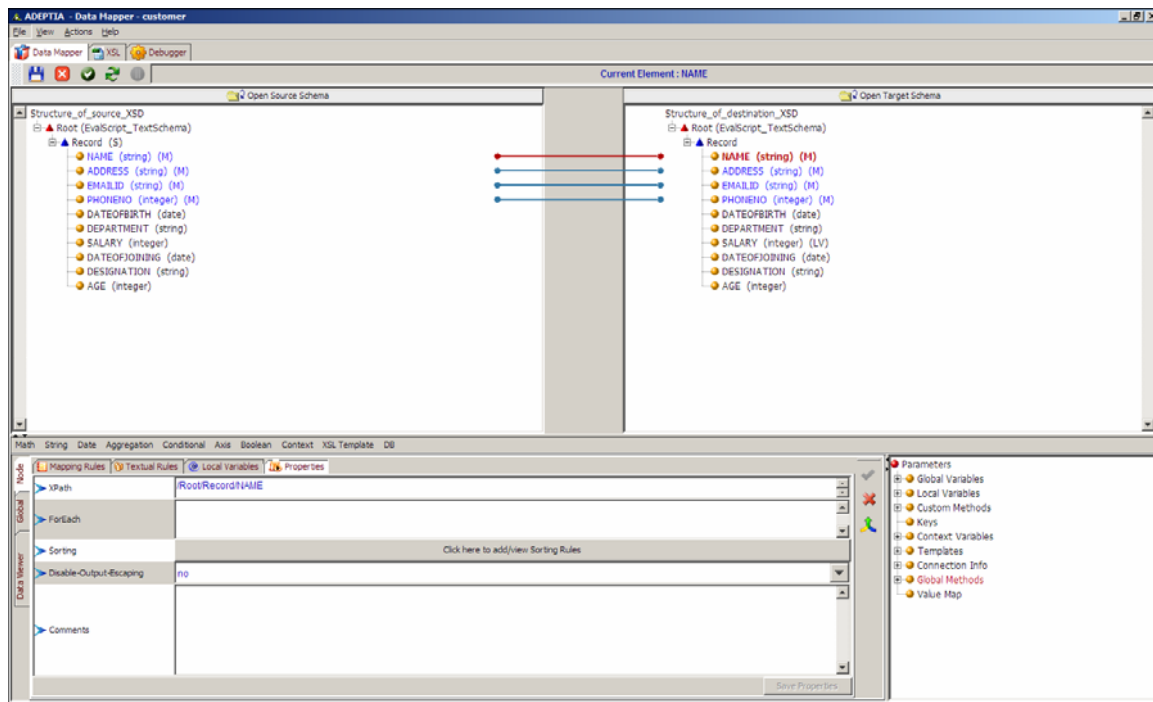 ADEPTIA - Data Mapper - customer
File View Actions Help
Data Mapper XSL Debugger
Current Element : NAME
Open Source Schema
Open Target Schema
Structure_of_source_XSD
Root (EvalScript_TextSchema)
Record (S)
NAME (string) (M)
ADDRESS (string) (M)
EMAILID (string) (M)
PHONENO (integer) (M)
DATEOFBIRTH (date)
DEPARTMENT (string)
SALARY (integer)
DATEOFJOINING (date)
DESIGNATION (string)
AGE (integer)
Structure_of_destination_XSD
Root (EvalScript_TextSchema)
Record
NAME (string) (M)
ADDRESS (string) (M)
EMAILID (string) (M)
PHONENO (integer) (M)
DATEOFBIRTH (date)
DEPARTMENT (string)
SALARY (integer) (LV)
DATEOFJOINING (date)
DESIGNATION (string)
AGE (integer)
Math String Date Aggregation Conditional Axis Boolean Context XSL Template DB
Node
Global
Data Viewer
Mapping Rules Textual Rules Local Variables Properties
XPath /Root/Record/NAME
ForEach
Sorting Click here to add/view Sorting Rules
Disable-Output-Escaping no
Comments
Save Properties
Parameters
Global Variables
Local Variables
Custom Methods
Keys
Context Variables
Templates
Connection Info
Global Methods
Value Map